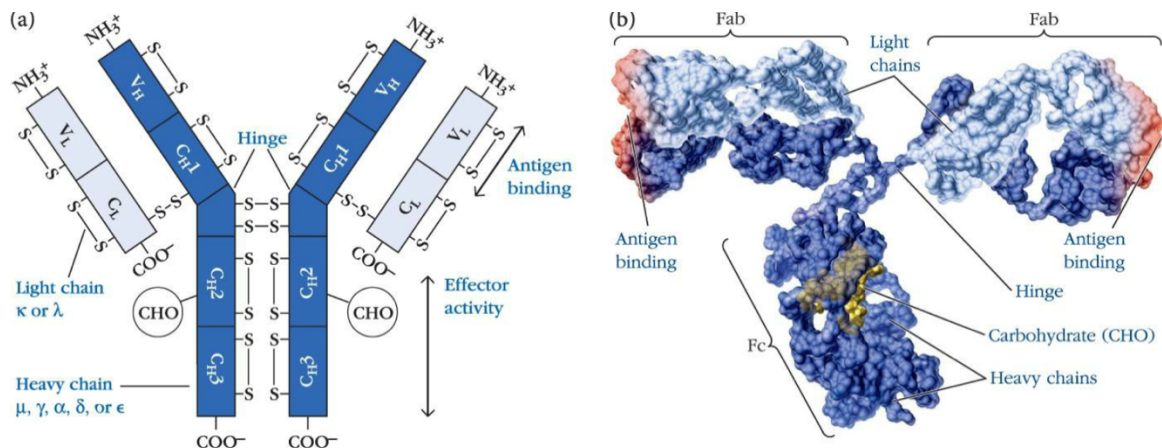 (a)
NH3+
NH3+
NH3+
NH3+
S
S
S
S
VH
VH
VL
VL
S
S
S
S
S
S
S
S
CH1
CH1
Hinge
Antigen
binding
CL
CL
S
S
S
S
S–S
S–S
S–S
S–S
COO–
COO–
Light chain
κ or λ
CH2
CH2
S
S
S
S
CHO
CHO
Effector
activity
S
S
S
S
CH3
CH3
Heavy chain
μ, γ, α, δ, or ϵ
COO–
COO–
(b)
Fab
Fab
Light
chains
Antigen
binding
Antigen
binding
Hinge
Carbohydrate (CHO)
Fc
Heavy chains